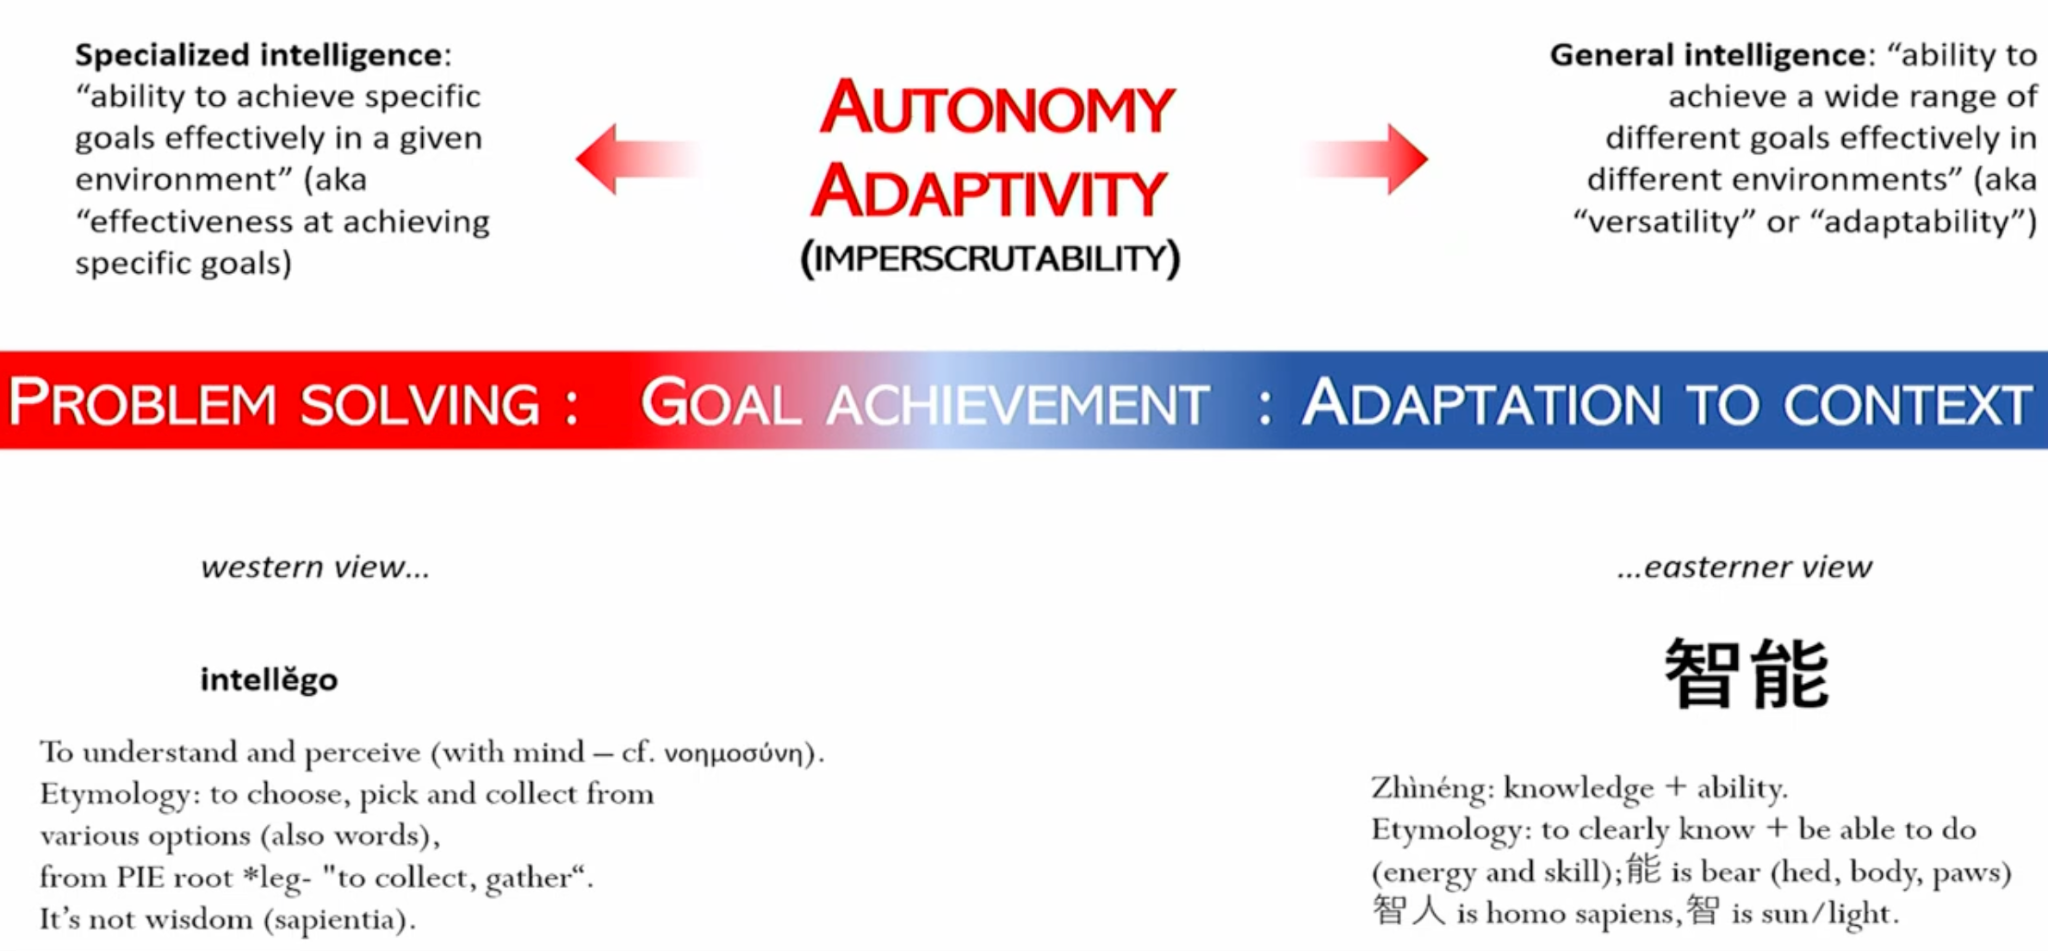 Specialized intelligence:
“ability to achieve specific
goals effectively in a given
environment” (aka
“effectiveness at achieving
specific goals)
AUTONOMY
ADAPTIVITY
(IMPERSCRUTABILITY)
General intelligence: “ability to
achieve a wide range of
different goals effectively in
different environments” (aka
“versatility” or “adaptability”)
PROBLEM SOLVING : GOAL ACHIEVEMENT : ADAPTATION TO CONTEXT
western view...
intellĕgo
To understand and perceive (with mind – cf. νοημοσύνη).
Etymology: to choose, pick and collect from
various options (also words),
from PIE root *leg- "to collect, gather“.
It’s not wisdom (sapientia).
...easterner view
智能
Zhìnéng: knowledge + ability.
Etymology: to clearly know + be able to do
(energy and skill);能 is bear (hed, body, paws)
智人 is homo sapiens,智 is sun/light.